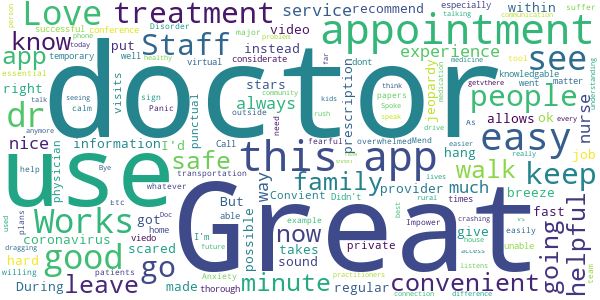 person
successful
conference
Disorder
especially
talking
communication
suffer
Love
treatment
service
recommend
within
appointment
major
phone
today
promise
tool
know
put
Staff
instead
video
temporary
well
healthy
virtual
considerate
far
knowledgable
essential
app
experience
see
doctor
matter
understanding
right
talk
visits
seeing
calm
sign
Panic
stars
always
jeopardy
medication
dont
think
papers
Spoke
speak
medicine
went
getvthere
people
dr
punctual
outside
community
kids
rush
prescription
allows
ok
every
nice
information
I'd
Call
need
fearful
overwhelmed
Mend
drive
As
anymore
easier
really
nurse
easy
use
this app
physician
help
Bye
safe
transportation
hang
job
whatever
family
walk
keep
But
way
provider
much
breeze
Works
Etc
Doc
able
example
Didn't
Convient
times
best
rural
lives
used
plans
got
home
I'm
now
possible
private
Impower
crashing
vs
fast
going
helpful
coronavirus
viedo
scared
future
takes
give
house
easily
dragging
good
go
Great
sound
access
unable
hard
During
patients
Anxiety
minute
listens
practitioners
willing
leave
made
thorough
regular
convenient
connection
difference
team